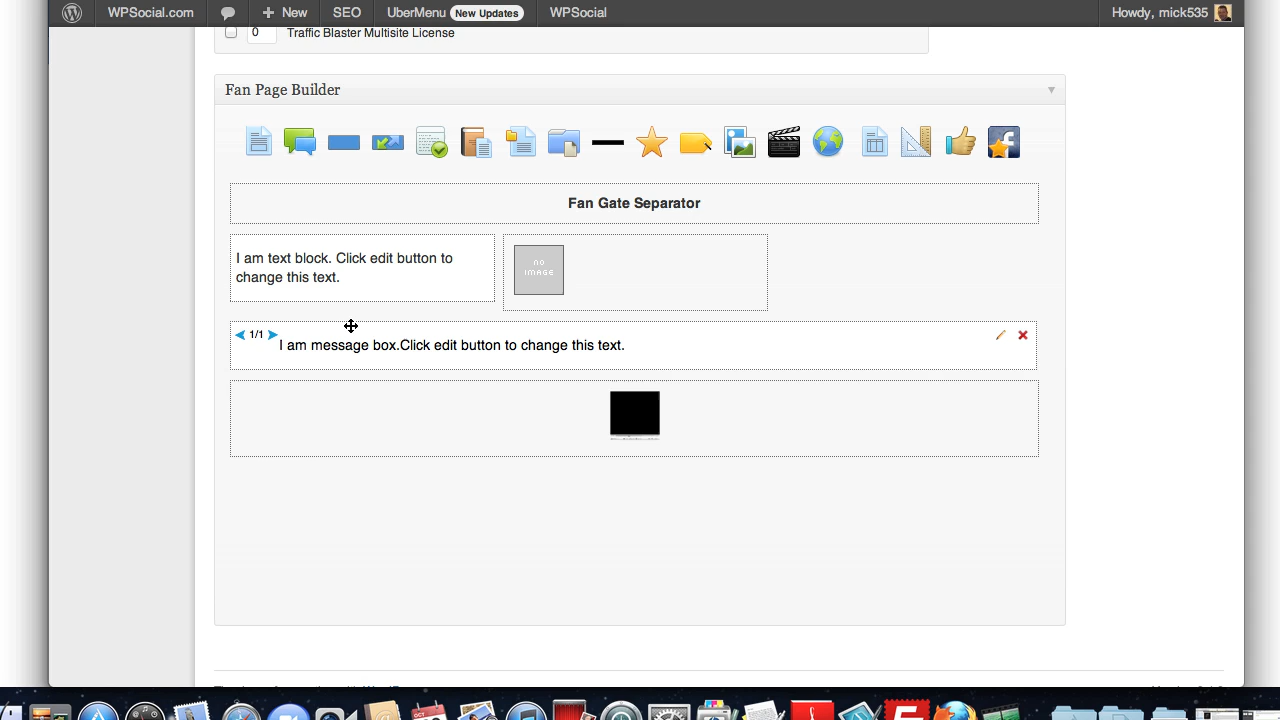 WPSocial.com
New
SEO
UberMenu New Updates
WPSocial
Howdy, mick535
0 Traffic Blaster Multisite License
Fan Page Builder
Fan Gate Separator
I am text block. Click edit button to
change this text.
no
IMAGE
1/1
I am message box.Click edit button to change this text.